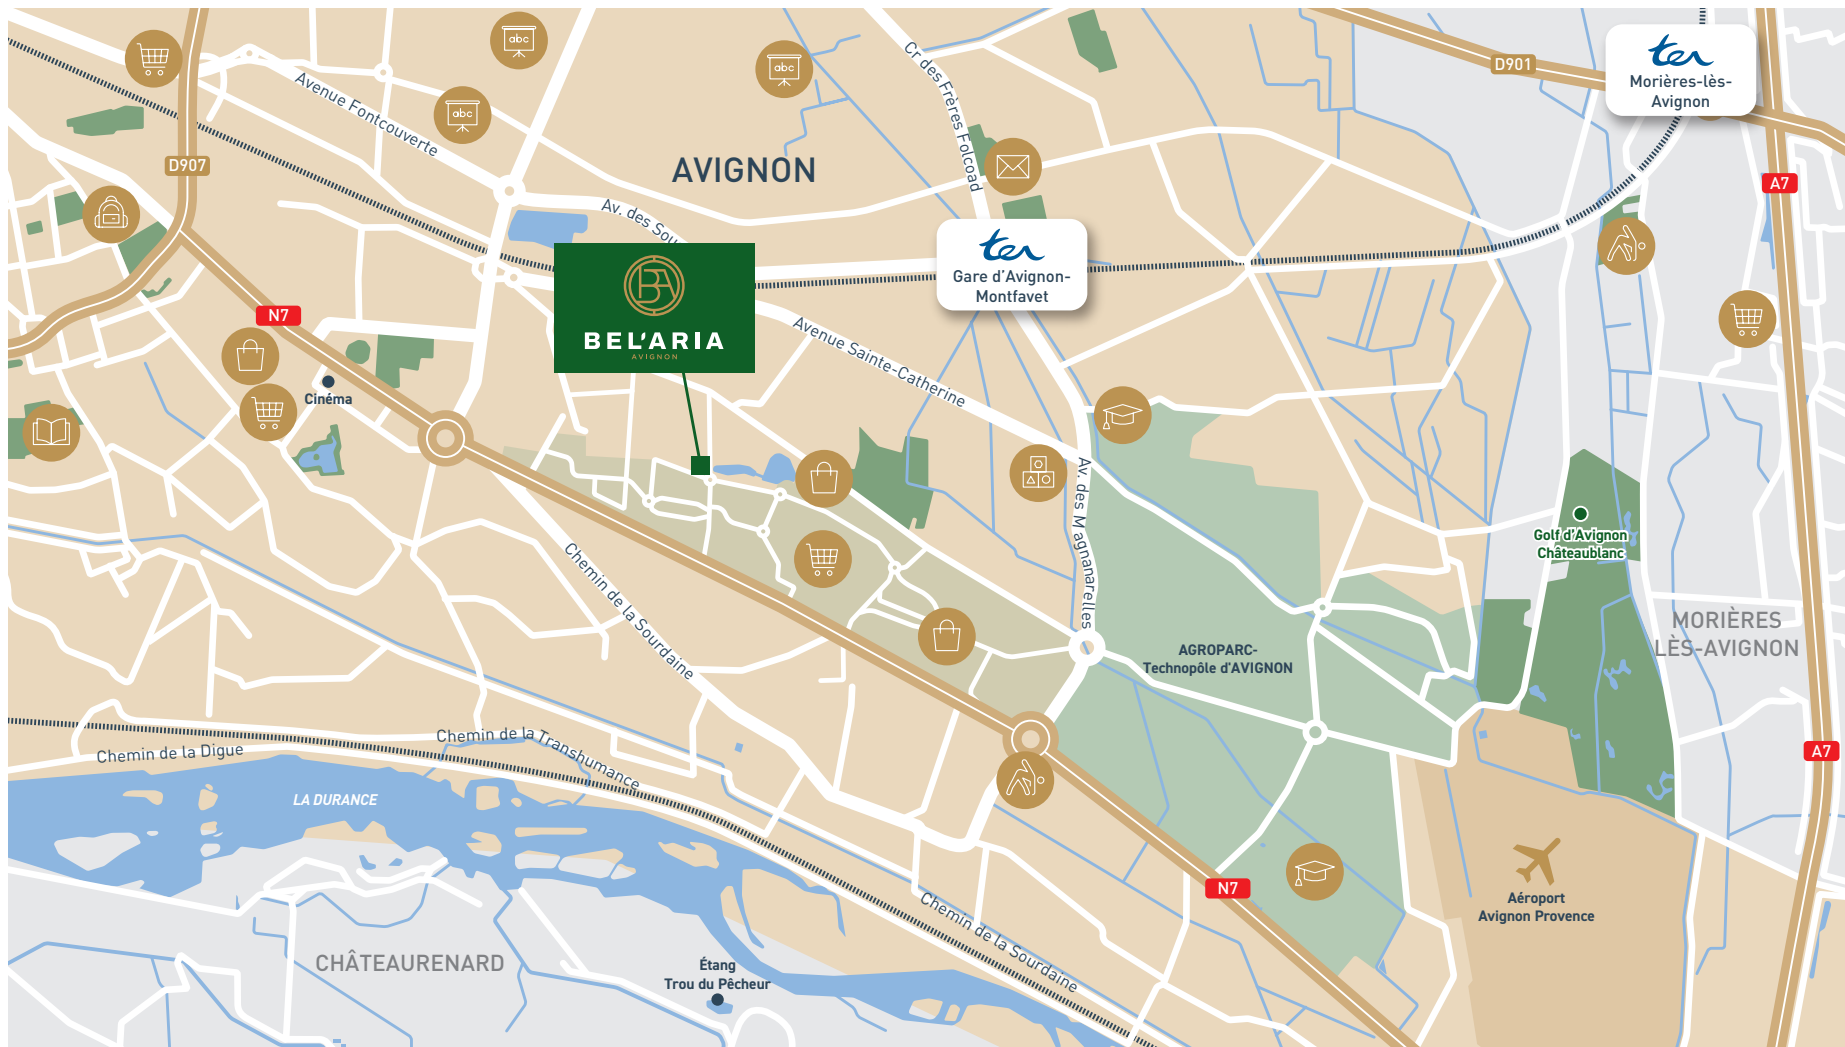 abc
abc
abc
Cr des Frères Folcoad
D901
ter
Morières-lès-
Avignon
Avenue Fontcouverte
D907
AVIGNON
A7
Av. des Sou
ter
Gare d'Avignon-
Montfavet
N7
BA
BEL'ARIA
AVIGNON
Avenue Sainte-Catherine
Cinéma
Av. des Magnanarelles
Golf d'Avignon
Châteaublanc
Chemin de la Sourdaine
MORIÈRES
LÈS-AVIGNON
AGROPARC-
Technopôle d'AVIGNON
Chemin de la Digue
Chemin de la Transhumance
A7
LA DURANCE
N7
Aéroport
Avignon Provence
Chemin de la Sourdaine
CHÂTEAURENARD
Étang
Trou du Pêcheur